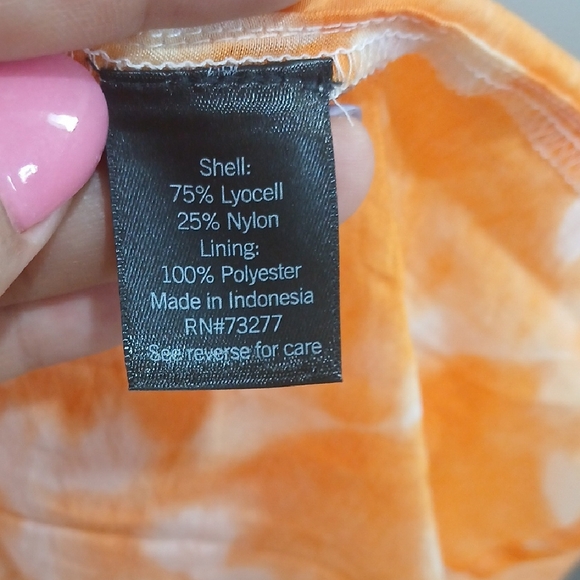 Shell:
75% Lyocell
25% Nylon
Lining:
100% Polyester
Made in Indonesia
RN#73277
See reverse for care